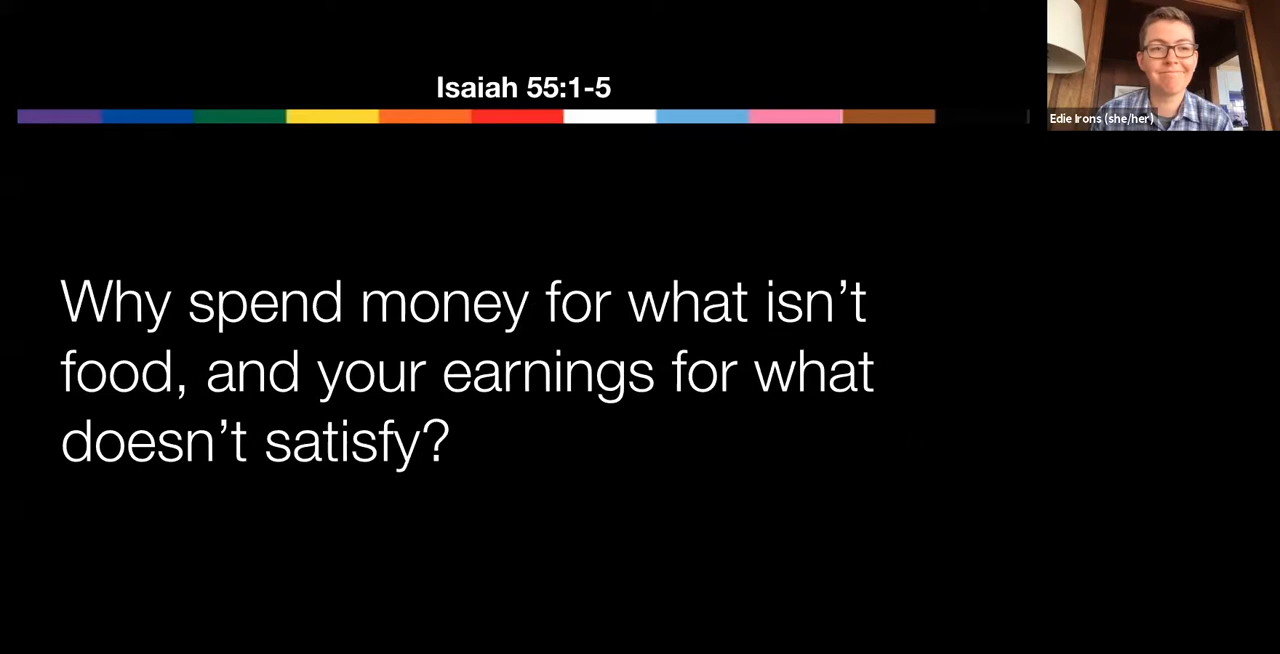 Isaiah 55:1-5
Edie Irons (she/her)
Why spend money for what isn’t
food, and your earnings for what
doesn’t satisfy?